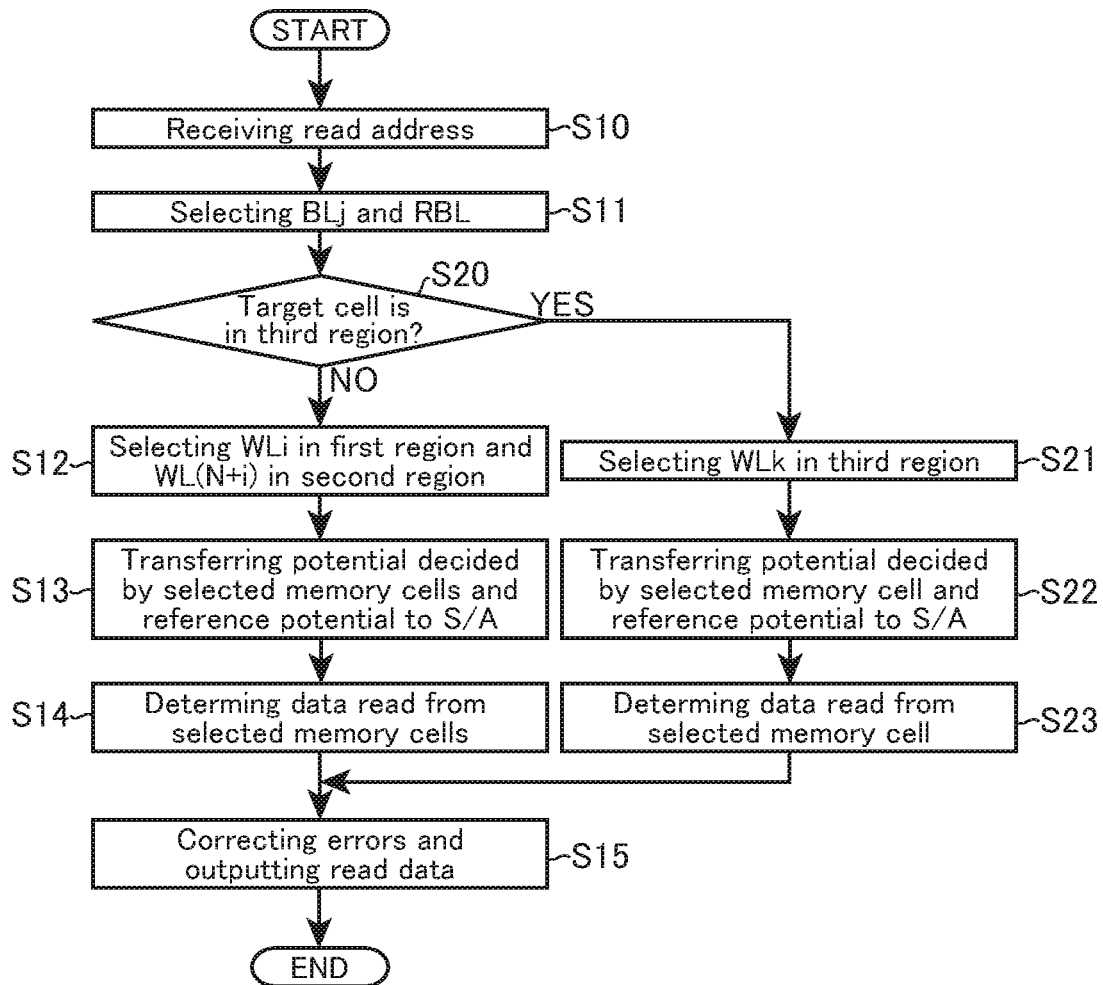 START
Receiving read address
S10
Selecting BLj and RBL
S11
S20
Target cell is
in third region?
YES
NO
S12
Selecting WLi in first region and
WL(N+i) in second region
Selecting WLk in third region
S21
S13
Transferring potential decided
by selected memory cells and
reference potential to S/A
Transferring potential decided
by selected memory cell and
reference potential to S/A
S22
S14
Determing data read from
selected memory cells
Determing data read from
selected memory cell
S23
Correcting errors and
outputting read data
S15
END